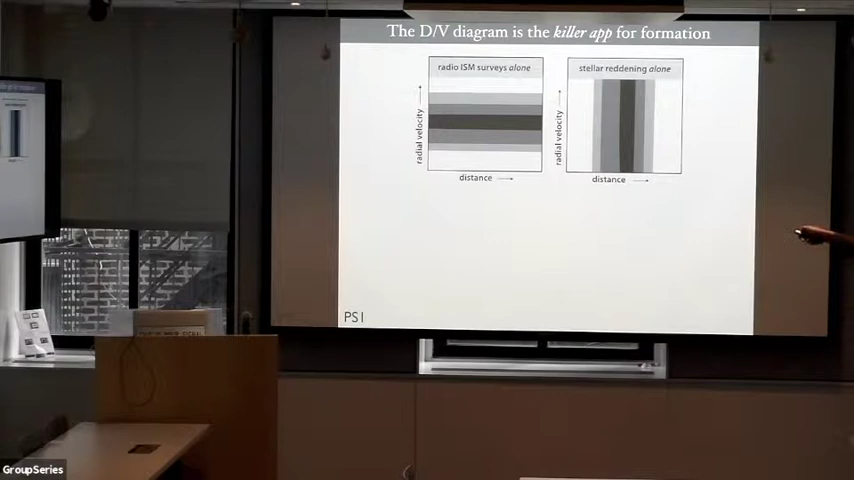 The D/V diagram is the killer app for formation
radio ISM surveys alone
radial velocity
distance
stellar reddening alone
radial velocity
distance
PSI
GroupSeries